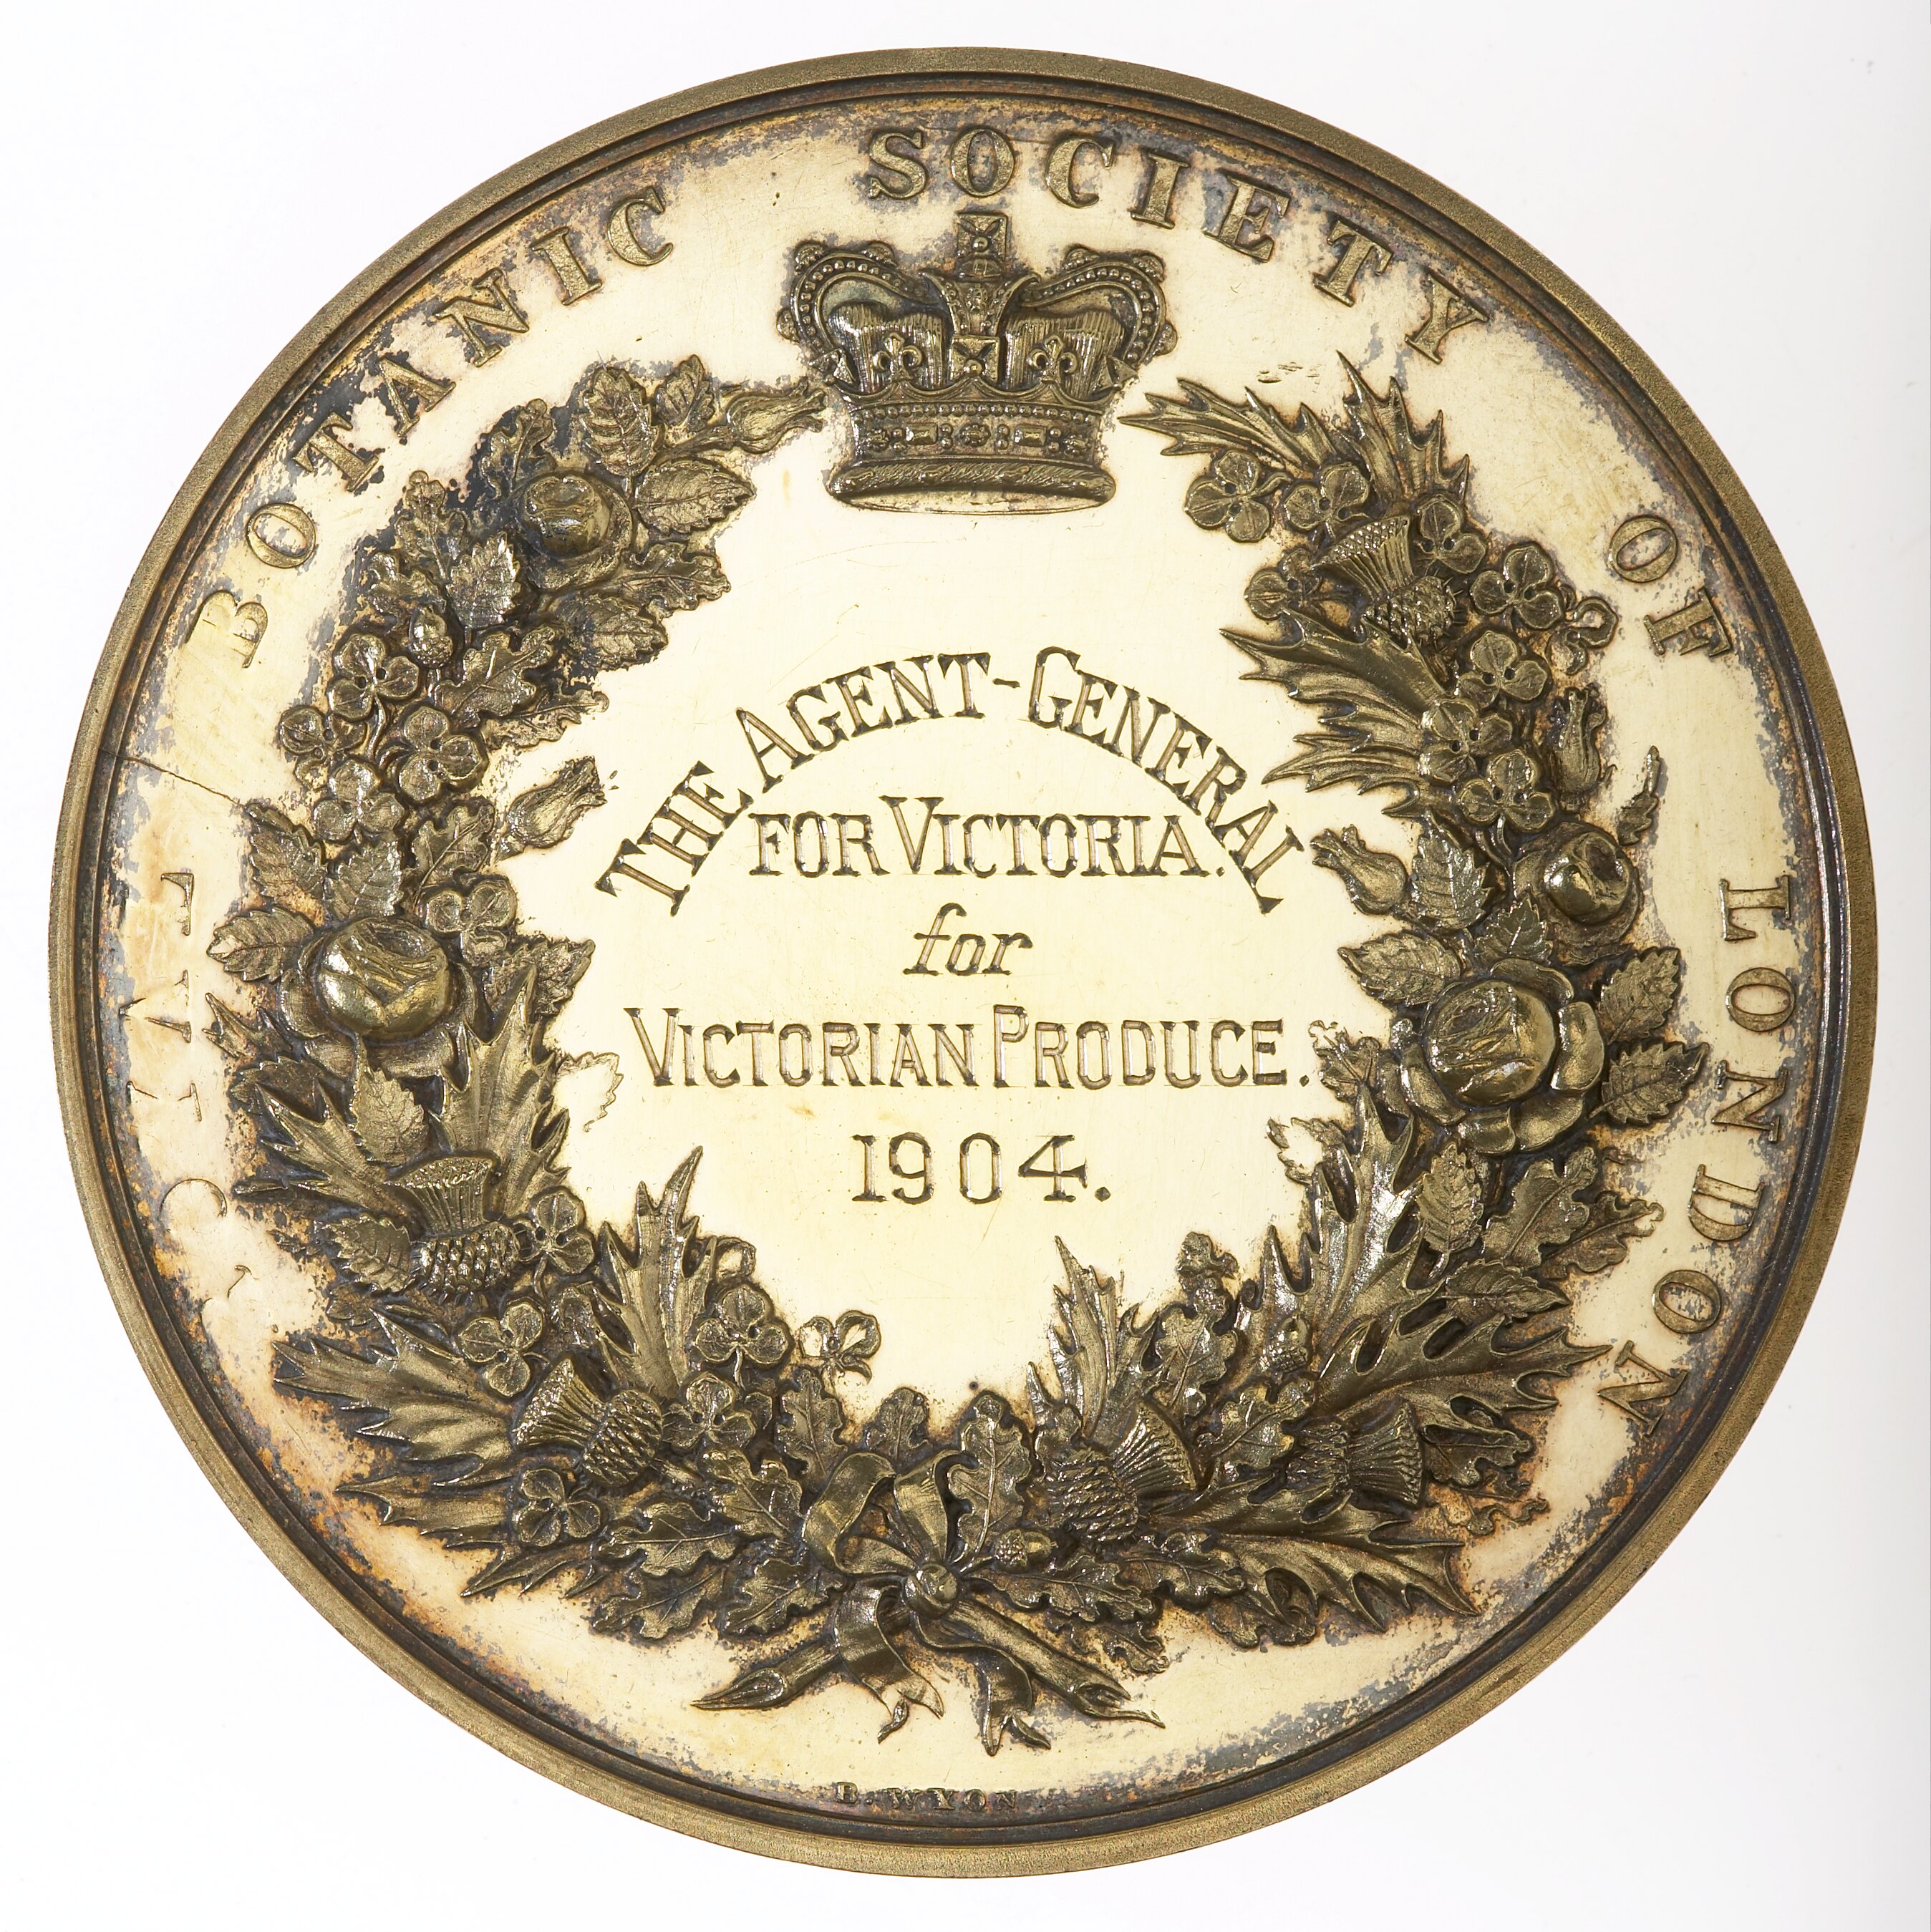 ROYAL BOTANIC SOCIETY OF LONDON
THE AGENT-GENERAL
FOR VICTORIA.
for
VICTORIAN PRODUCE.
1904.
B. WYON